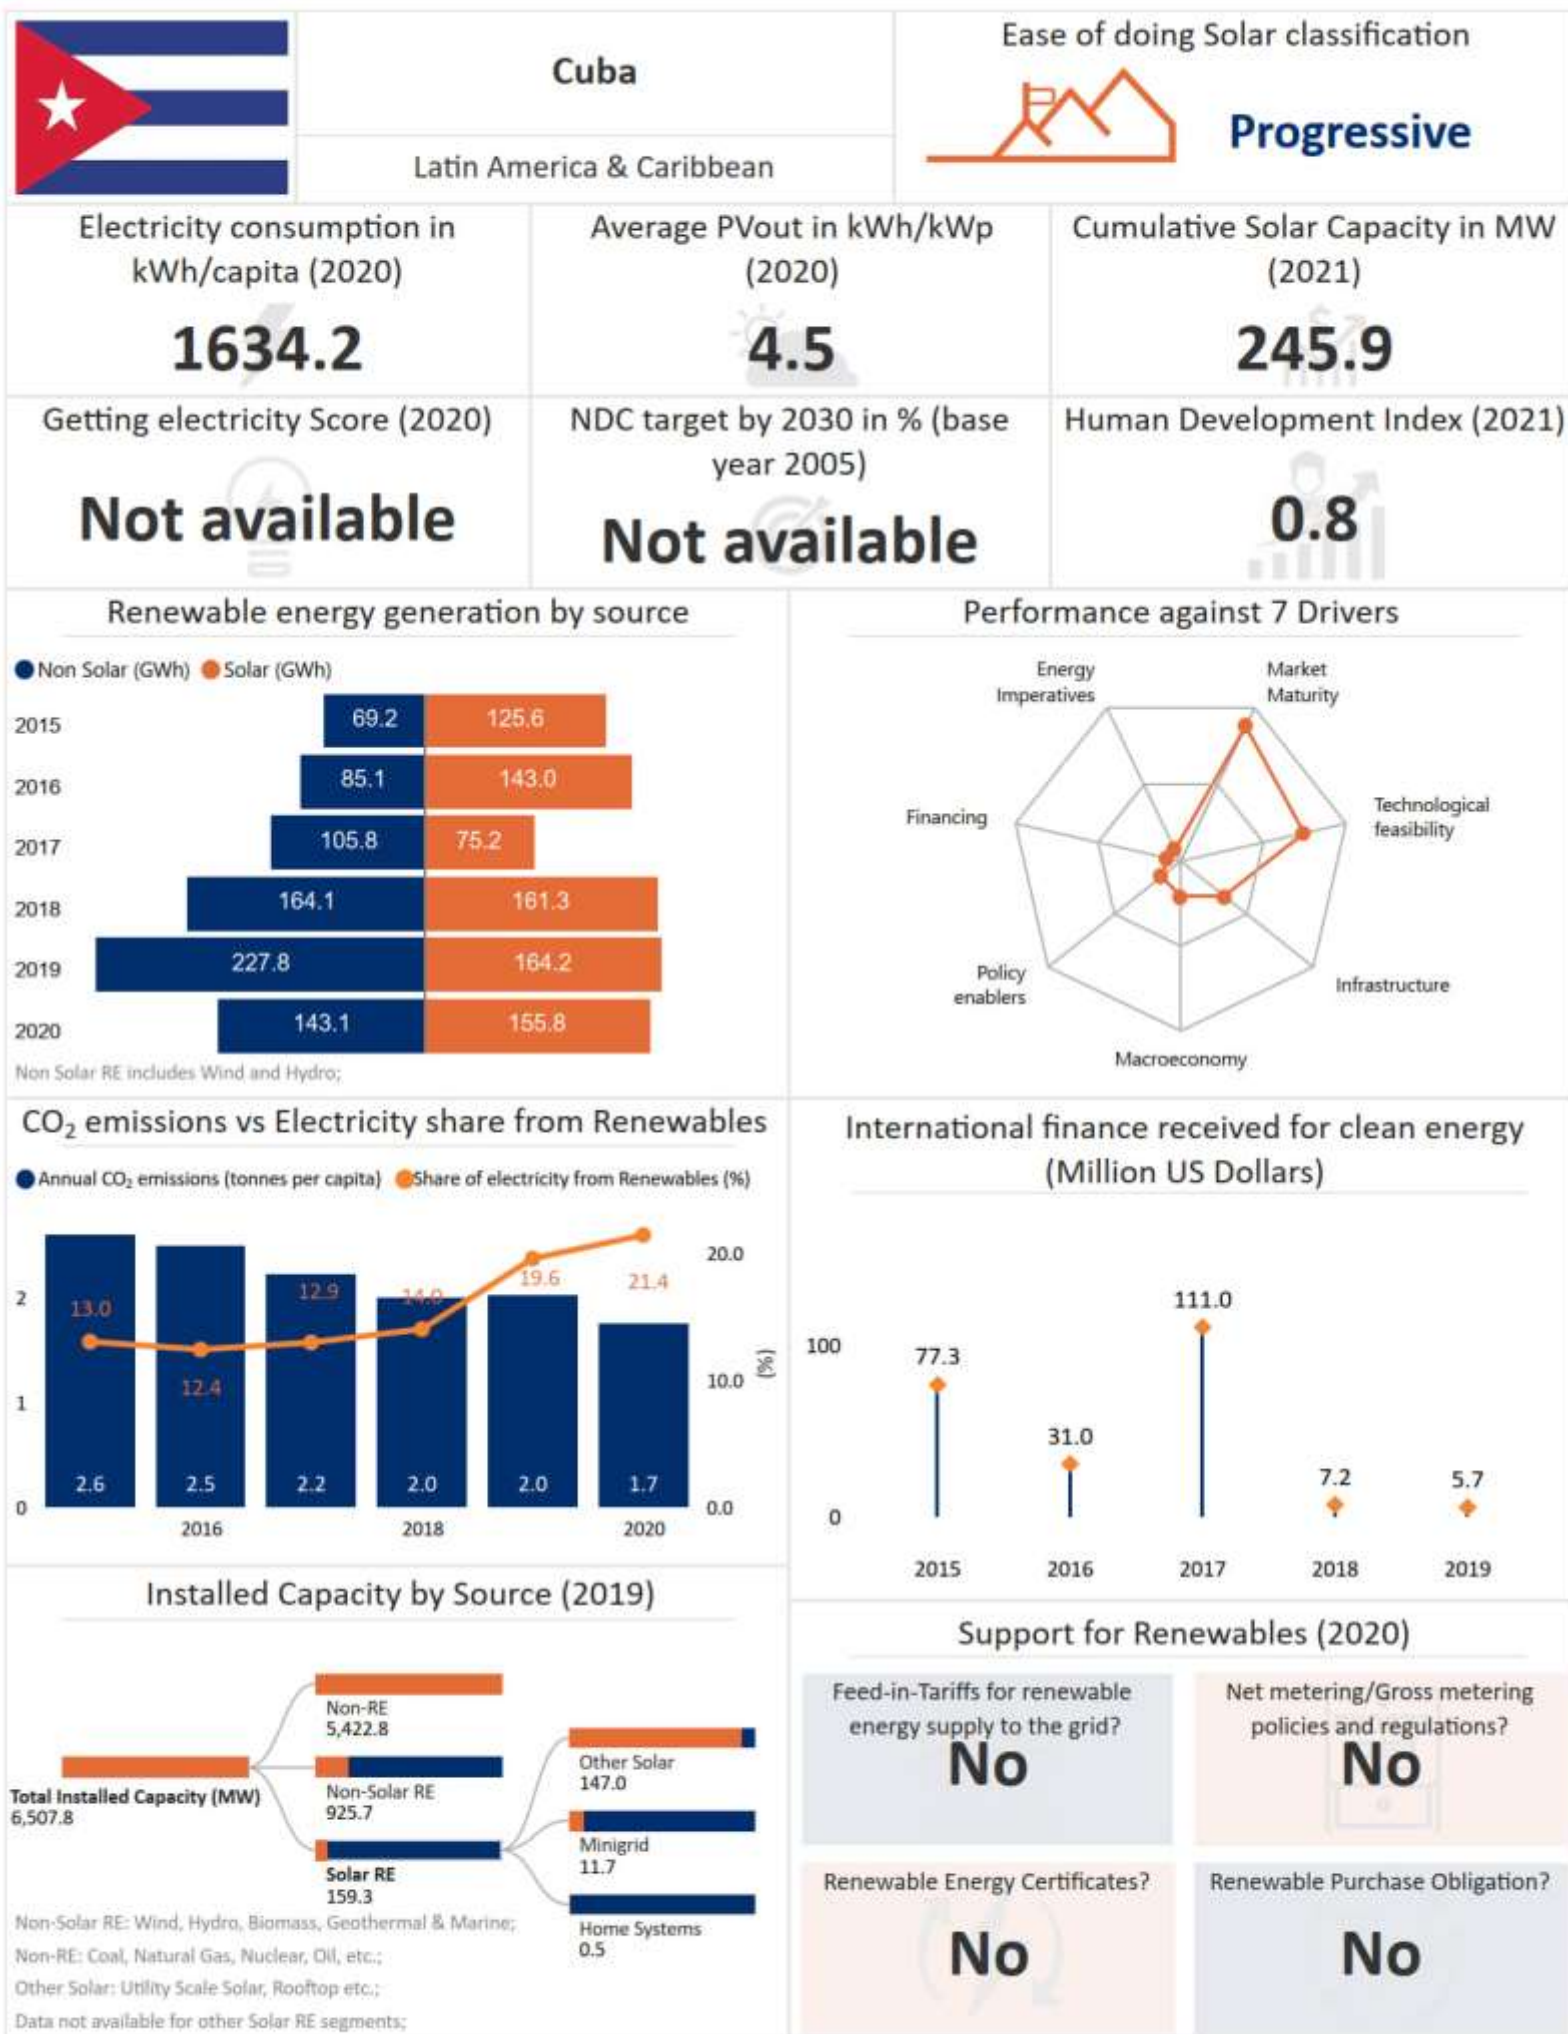 Cuba
Latin America & Caribbean
Ease of doing Solar classification
Progressive
Electricity consumption in
kWh/capita (2020)
1634.2
Average PVout in kWh/kWp
(2020)
4.5
Cumulative Solar Capacity in MW
(2021)
245.9
Getting electricity Score (2020)
Not available
NDC target by 2030 in % (base
year 2005)
Not available
Human Development Index (2021)
0.8
Renewable energy generation by source
Non Solar (GWh) Solar (GWh)
2015 69.2 125.6
2016 85.1 143.0
2017 105.8 75.2
2018 164.1 161.3
2019 227.8 164.2
2020 143.1 155.8
Non Solar RE includes Wind and Hydro;
Performance against 7 Drivers
Energy
Imperatives
Market
Maturity
Financing
Technological
feasibility
Policy
enablers
Infrastructure
Macroeconomy
CO₂ emissions vs Electricity share from Renewables
Annual CO₂ emissions (tonnes per capita) Share of electricity from Renewables (%)
20.0
2
13.0
12.9
14.0
19.6
21.4
12.4
10.0
(%)
1
2.6 2.5 2.2 2.0 2.0 1.7
0
0.0
2016 2018 2020
International finance received for clean energy
(Million US Dollars)
111.0
100
77.3
31.0
7.2
5.7
0
2015 2016 2017 2018 2019
Installed Capacity by Source (2019)
Non-RE
5,422.8
Total Installed Capacity (MW)
6,507.8
Non-Solar RE
925.7
Solar RE
159.3
Other Solar
147.0
Minigrid
11.7
Home Systems
0.5
Non-Solar RE: Wind, Hydro, Biomass, Geothermal & Marine;
Non-RE: Coal, Natural Gas, Nuclear, Oil, etc.;
Other Solar: Utility Scale Solar, Rooftop etc.;
Data not available for other Solar RE segments;
Support for Renewables (2020)
Feed-in-Tariffs for renewable
energy supply to the grid?
No
Net metering/Gross metering
policies and regulations?
No
Renewable Energy Certificates?
No
Renewable Purchase Obligation?
No